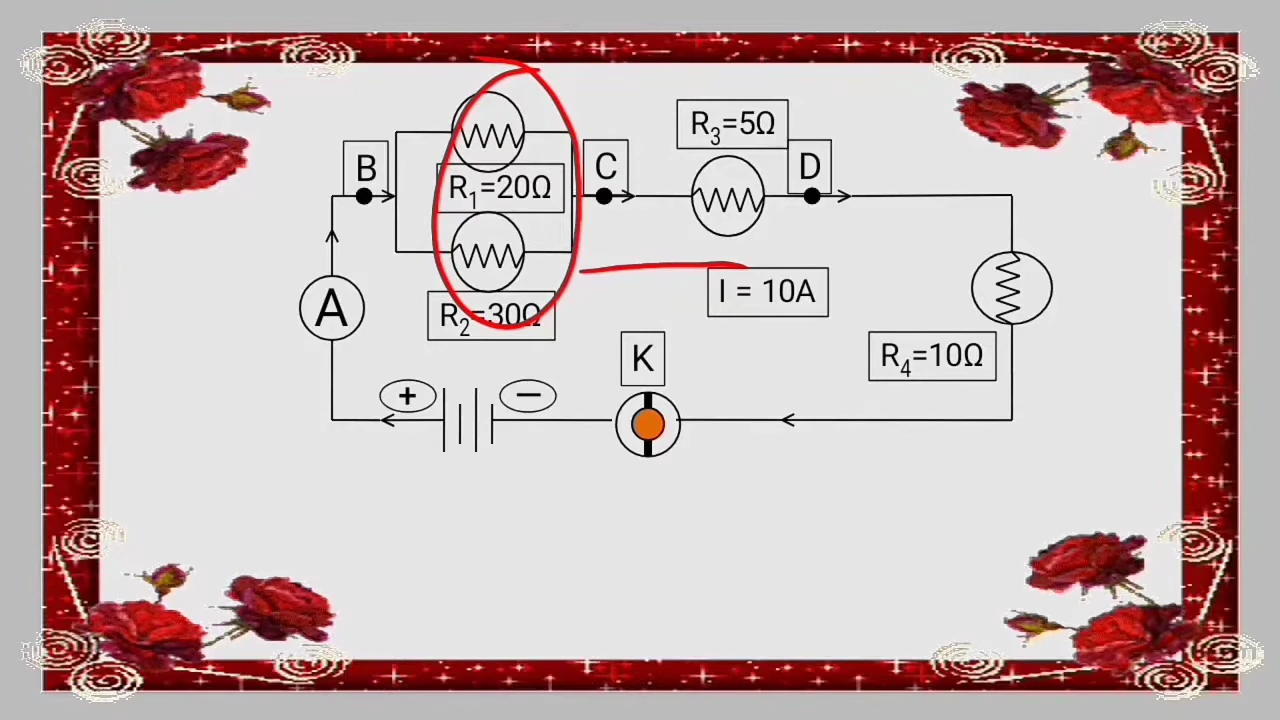 R3=5Ω
B
C
D
R1=20Ω
A
I = 10A
R2=30Ω
K
R4=10Ω
+
−